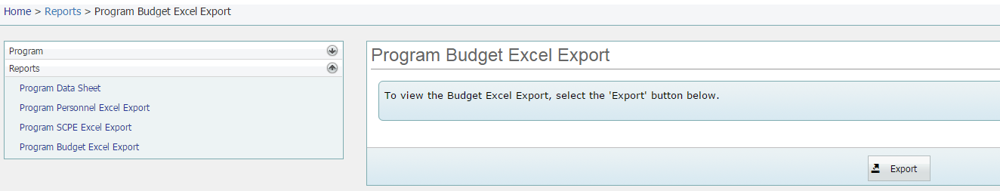 Home > Reports > Program Budget Excel Export
Program
Reports
Program Data Sheet
Program Personnel Excel Export
Program SCPE Excel Export
Program Budget Excel Export
Program Budget Excel Export
To view the Budget Excel Export, select the 'Export' button below.
Export